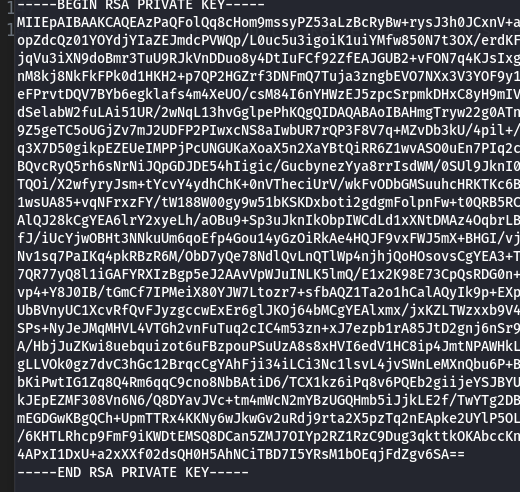 -----BEGIN RSA PRIVATE KEY-----
MIIEpAIBAAKCAQEAzPaQFolQq8cHom9mssyPZ53aLzBcRyBw+rysJ3h0JCxnV+a
opZdcQz01YOYdjYIaZEJmdcPVWQp/L0uc5u3igoiK1uiYMfw850N7t3OX/erdKF
jqVu3iXN9doBmr3TuU9RJkVnDDuo8y4DtIuFCf92ZfEAJGUB2+vFON7q4KJsIxg
nM8kj8NkFkFPk0d1HKH2+p7QP2HGZrf3DNFmQ7Tuja3zngbEVO7NXx3V3YOF9y1
eFPrvtDQV7BYb6egklafs4m4XeUO/csM84I6nYHWzEJ5zpcSrpmkDHxC8yH9mIV
dSelabW2fuLAi51UR/2wNqL13hvGglpePhKQgQIDAQABAoIBAHmgTryw22g0ATn
9Z5geTC5oUGjZv7mJ2UDFP2PIwxcNS8aIwbUR7rQP3F8V7q+MZvDb3kU/4pil+/
q3X7D50gikpEZEUeIMPPjPcUNGUKaXoaX5n2XaYBtQiRR6Z1wvASO0uEn7PIq2c
BQvcRyQ5rh6sNrNiJQpGDJDE54hIigic/GucbynezYya8rrIsdWM/0SUl9JknI0
TQOi/X2wfyryJsm+tYcvY4ydhChK+0nVTheciUrV/wkFvODbGMSuuhcHRKTKc6B
1wsUA85+vqNFrxzFY/tW188W00gy9w51bKSKDxboti2gdgmFolpnFw+t0QRB5RC
AlQJ28kCgYEA6lrY2xyeLh/aOBu9+Sp3uJknIkObpIWCdLd1xXNtDMAz4OqbrLB
fJ/iUcYjwOBHt3NNkuUm6qoEfp4Gou14yGzOiRkAe4HQJF9vxFWJ5mX+BHGI/vj
Nv1sq7PaIKq4pkRBzR6M/ObD7yQe78NdlQvLnQTlWp4njhjQoHOsovsCgYEA3+T
7QR77yQ8l1iGAFYRXIzBgp5eJ2AAvVpWJuINLK5lmQ/E1x2K98E73CpQsRDG0n+
vp4+Y8J0IB/tGmCf7IPMeiX80YJW7Ltozr7+sfbAQZ1Ta2o1hCalAQyIk9p+EXp
UbBVnyUC1XcvRfQvFJyzgccwExEr6glJKOj64bMCgYEAlxmx/jxKZLTWzxxb9V4
SPs+NyJeJMqMHVL4VTGh2vnFuTuq2cIC4m53zn+xJ7ezpb1rA85JtD2gnj6nSr9
A/HbjJuZKwi8uebquizot6uFBzpouPSuUzA8s8xHVI6edV1HC8ip4JmtNPAWHkL
gLLVOk0gz7dvC3hGc12BrqcCgYAhFji34iLCi3Nc1lsvL4jvSWnLeMXnQbu6P+B
bKiPwtIG1Zq8Q4Rm6qqC9cno8NbBAtiD6/TCX1kz6iPq8v6PQEb2giijeYSJBYU
kJEpEZMF308Vn6N6/Q8DYavJVc+tm4mWcN2mYBzUGQHmb5iJjkLE2f/TwYTg2DB
mEGDGwKBgQCh+UpmTTRx4KKNy6wJkwGv2uRdj9rta2X5pzTq2nEApke2UYlP5OL
/6KHTLRhcp9FmF9iKWDtEMSQ8DCan5ZMJ7OIYp2RZ1RzC9Dug3qkttkOKAbccKn
4APxI1DxU+a2xXXf02dsQH0H5AhNCiTBD7I5YRsM1bOEqjFdZgv6SA==
-----END RSA PRIVATE KEY-----